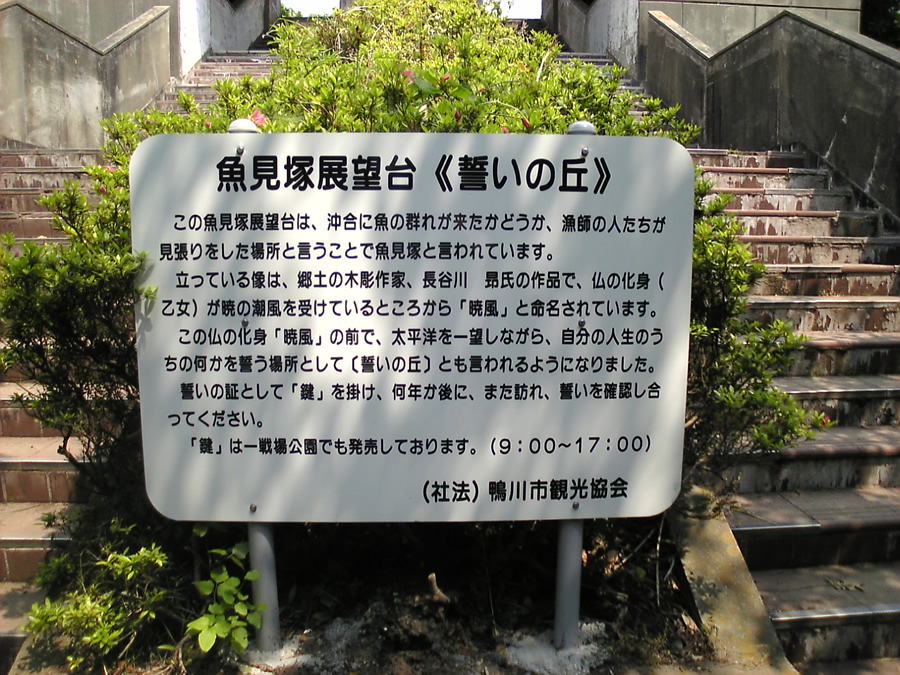 魚見塚展望台《誓いの丘》
この魚見塚展望台は、沖合に魚の群れが来たかどうか、漁師の人たちが
見張りをした場所と言うことで魚見塚と言われています。
立っている像は、郷土の木彫作家、長谷川　昂氏の作品で、仏の化身(
乙女)が暁の潮風を受けているところから「暁風」と命名されています。
この仏の化身「暁風」の前で、太平洋を一望しながら、自分の人生のう
ちの何かを誓う場所として〔誓いの丘〕とも言われるようになりました。
誓いの証として「鍵」を掛け、何年か後に、また訪れ、誓いを確認し合
ってください。
「鍵」は一戦場公園でも発売しております。(9：00〜17：00)
(社法)鴨川市観光協会